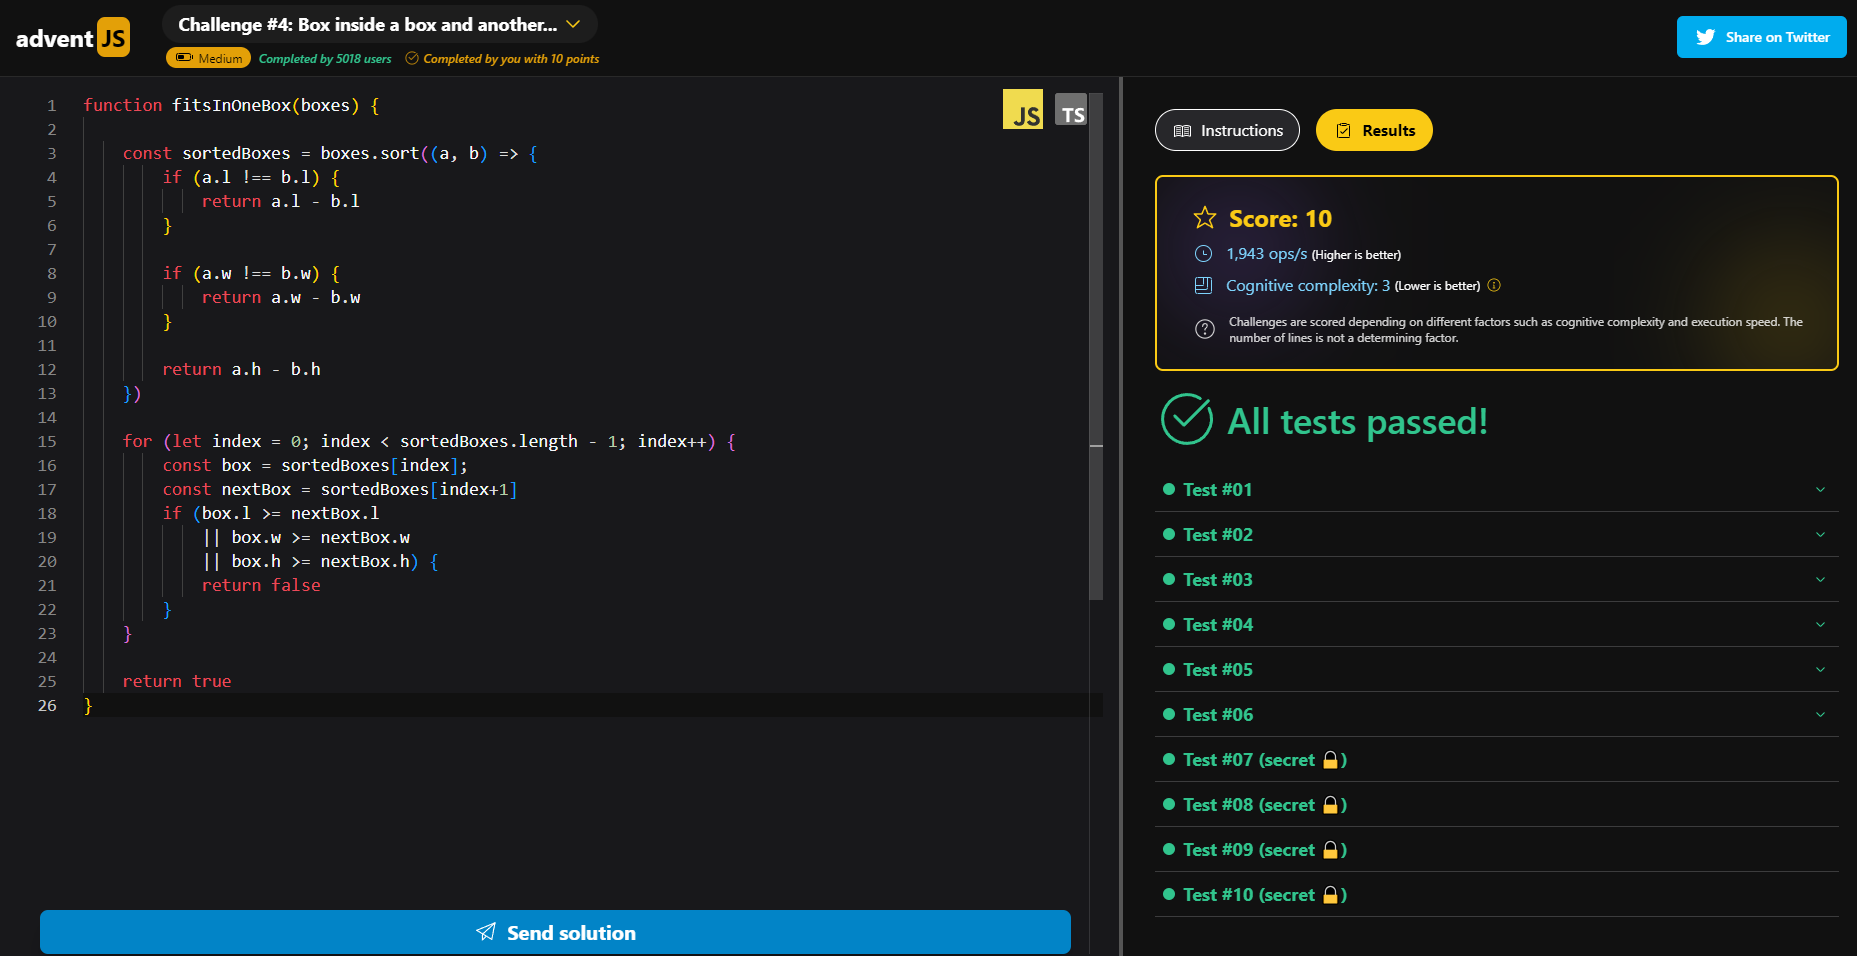 advent JS
Challenge #4: Box inside a box and another...
Medium Completed by 5018 users Completed by you with 10 points
Share on Twitter
JS TS
1 function fitsInOneBox(boxes) {
2
3 const sortedBoxes = boxes.sort((a, b) => {
4 if (a.l !== b.l) {
5 return a.l - b.l
6 }
7
8 if (a.w !== b.w) {
9 return a.w - b.w
10 }
11
12 return a.h - b.h
13 })
14
15 for (let index = 0; index < sortedBoxes.length - 1; index++) {
16 const box = sortedBoxes[index];
17 const nextBox = sortedBoxes[index+1]
18 if (box.l >= nextBox.l
19 || box.w >= nextBox.w
20 || box.h >= nextBox.h) {
21 return false
22 }
23 }
24
25 return true
26 }
Send solution
Instructions Results
Score: 10
1,943 ops/s (Higher is better)
Cognitive complexity: 3 (Lower is better)
Challenges are scored depending on different factors such as cognitive complexity and execution speed. The
number of lines is not a determining factor.
All tests passed!
Test #01
Test #02
Test #03
Test #04
Test #05
Test #06
Test #07 (secret 🔒)
Test #08 (secret 🔒)
Test #09 (secret 🔒)
Test #10 (secret 🔒)